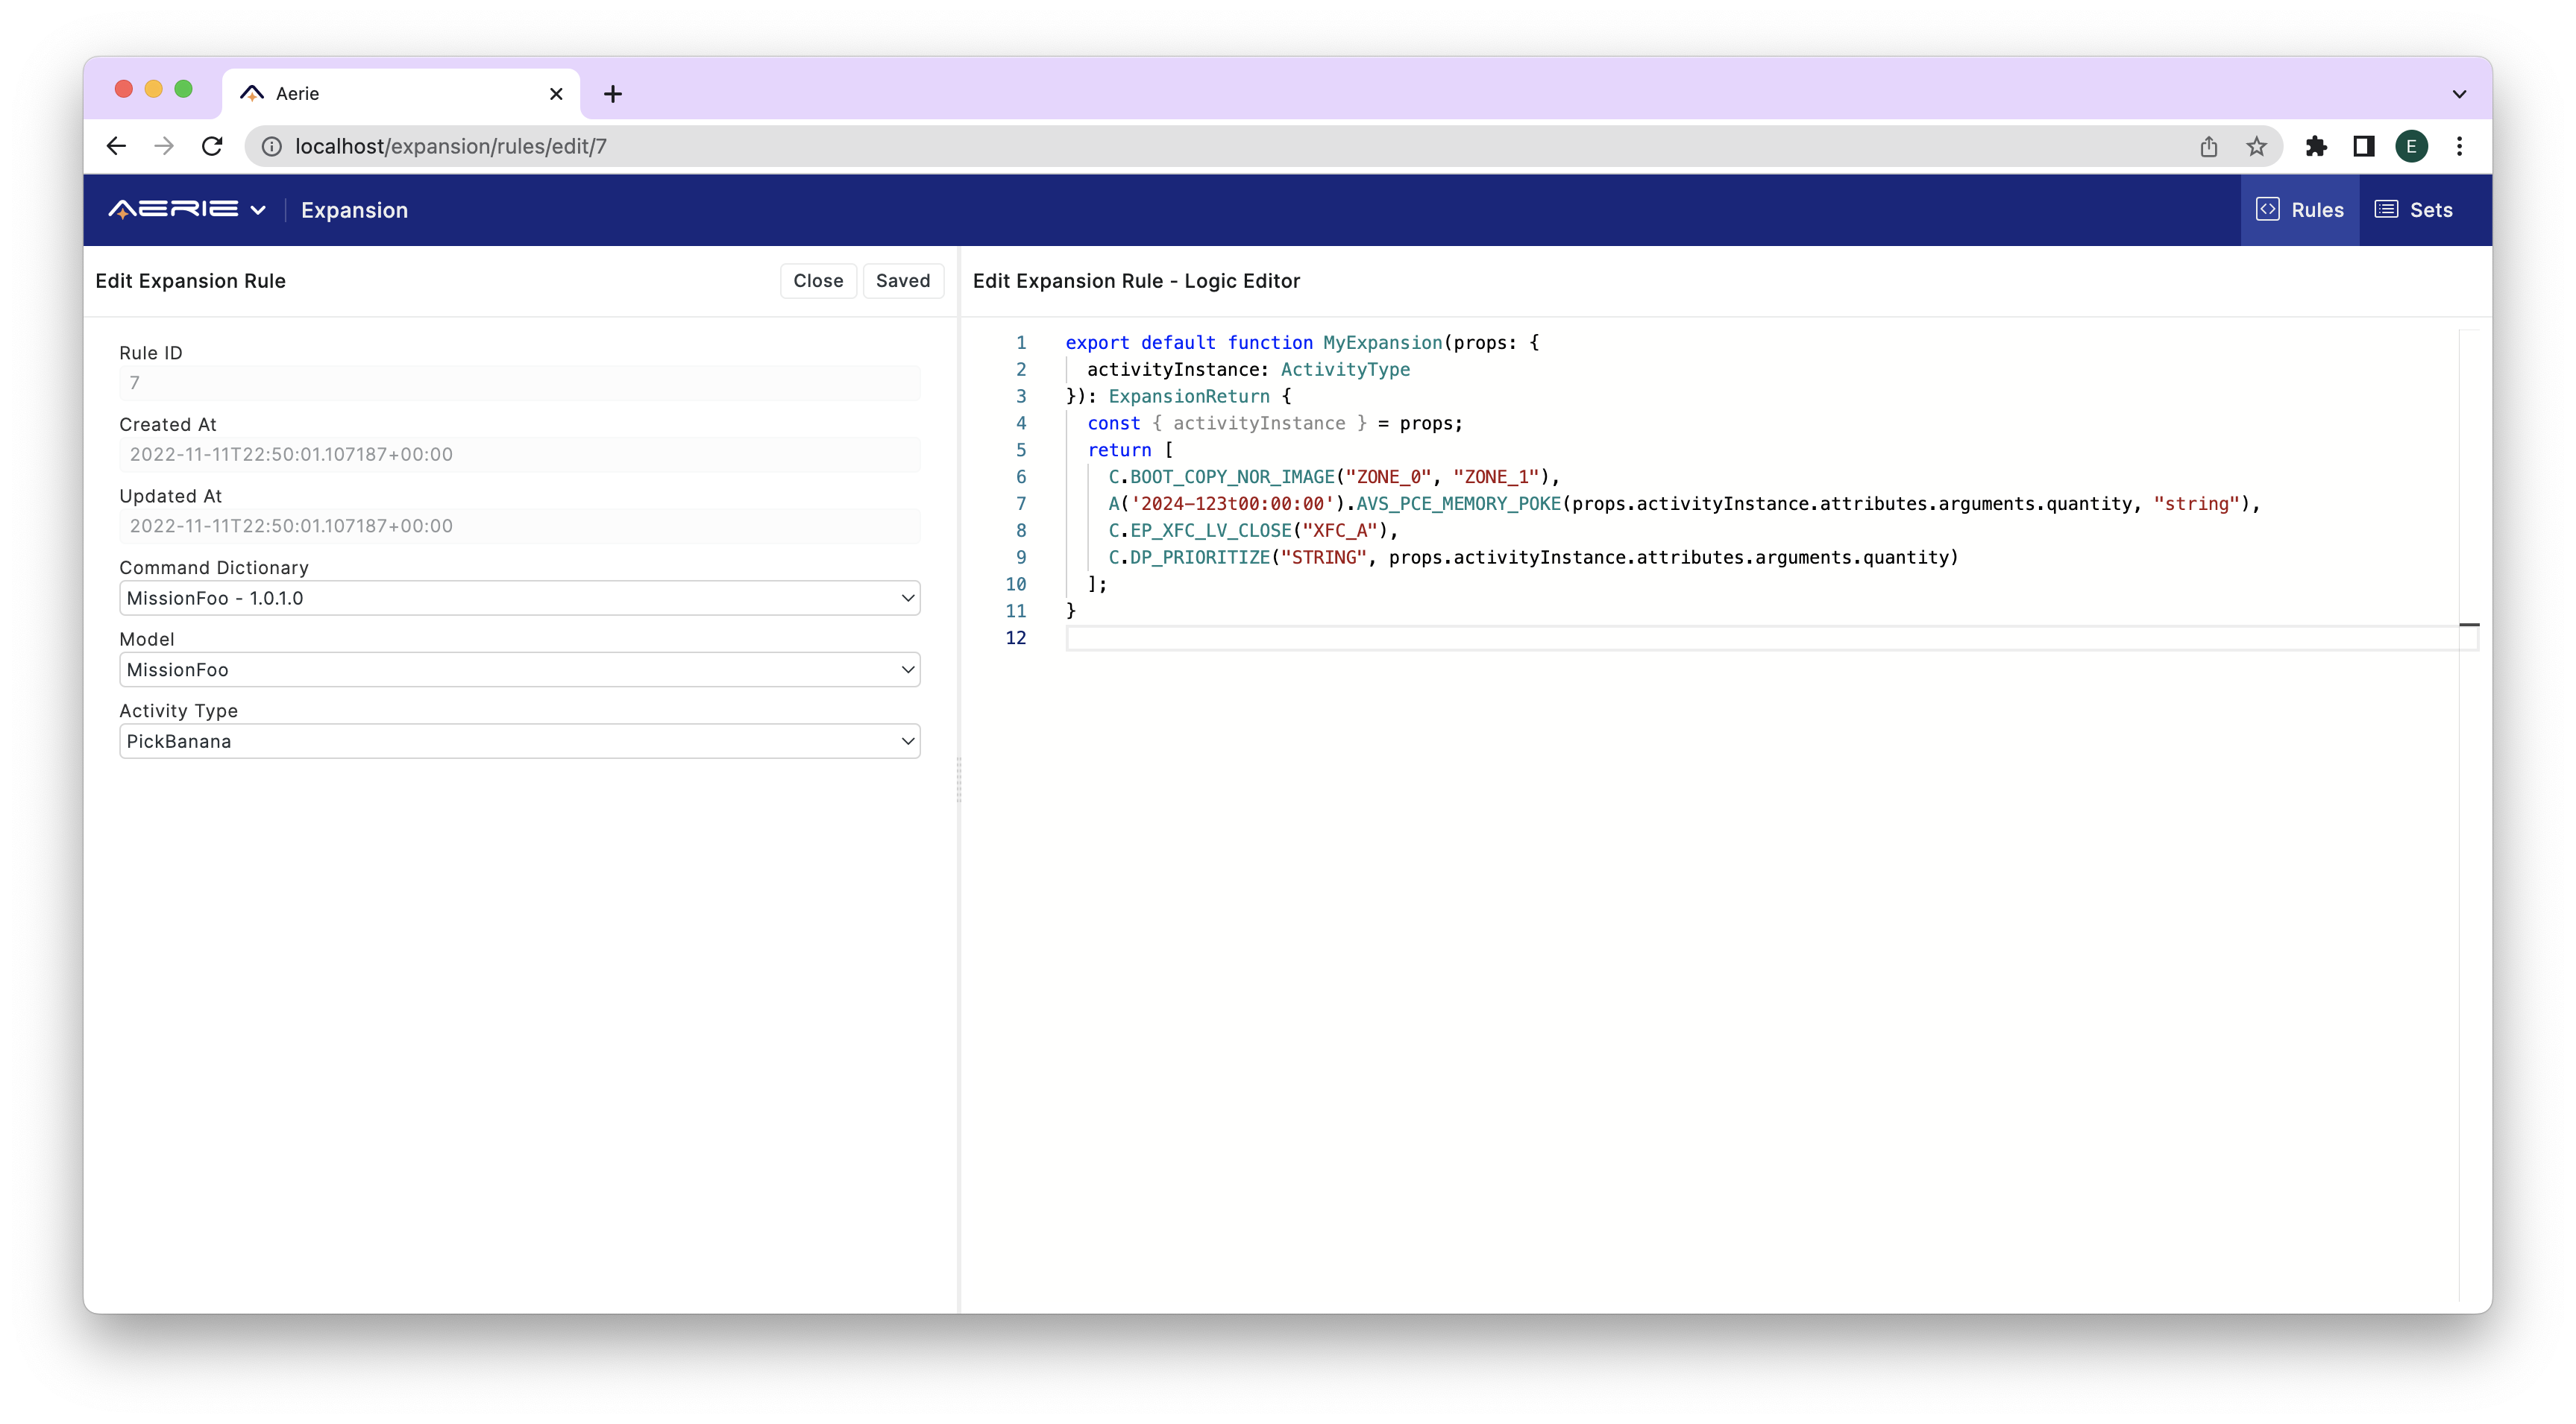 Aerie
localhost/expansion/rules/edit/7
E
AERIE Expansion
Rules
Sets
Edit Expansion Rule
Close
Saved
Rule ID
7
Created At
2022-11-11T22:50:01.107187+00:00
Updated At
2022-11-11T22:50:01.107187+00:00
Command Dictionary
MissionFoo - 1.0.1.0
Model
MissionFoo
Activity Type
PickBanana
Edit Expansion Rule - Logic Editor
1 export default function MyExpansion(props: {
2 activityInstance: ActivityType
3 }): ExpansionReturn {
4 const { activityInstance } = props;
5 return [
6 C.BOOT_COPY_NOR_IMAGE("ZONE_0", "ZONE_1"),
7 A('2024-123t00:00:00').AVS_PCE_MEMORY_POKE(props.activityInstance.attributes.arguments.quantity, "string"),
8 C.EP_XFC_LV_CLOSE("XFC_A"),
9 C.DP_PRIORITIZE("STRING", props.activityInstance.attributes.arguments.quantity)
10 ];
11 }
12